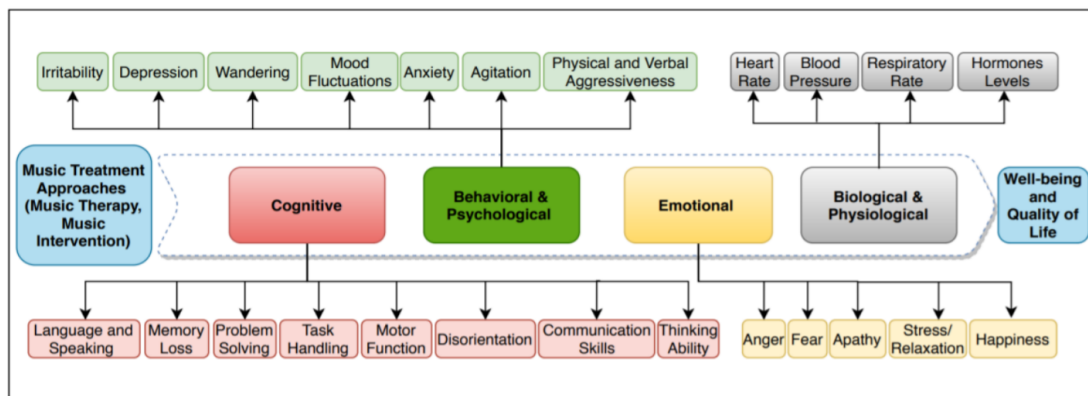 Irritability
Depression
Wandering
Mood
Fluctuations
Anxiety
Agitation
Physical and Verbal
Aggressiveness
Heart
Rate
Blood
Pressure
Respiratory
Rate
Hormones
Levels
Music Treatment
Approaches
(Music Therapy,
Music
Intervention)
Cognitive
Behavioral &
Psychological
Emotional
Biological &
Physiological
Well-being
and
Quality of
Life
Language and
Speaking
Memory
Loss
Problem
Solving
Task
Handling
Motor
Function
Disorientation
Communication
Skills
Thinking
Ability
Anger
Fear
Apathy
Stress/
Relaxation
Happiness